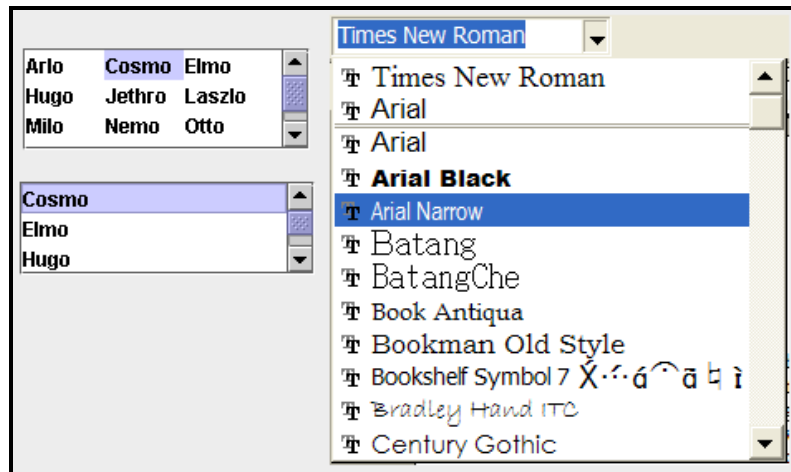 Arlo Cosmo Elmo
Hugo Jethro Laszlo
Milo Nemo Otto
Cosmo
Elmo
Hugo
Times New Roman
Times New Roman
Arial
Arial
Arial Black
Arial Narrow
Batang
BatangChe
Book Antiqua
Bookman Old Style
Bookshelf Symbol 7
Bradley Hand ITC
Century Gothic